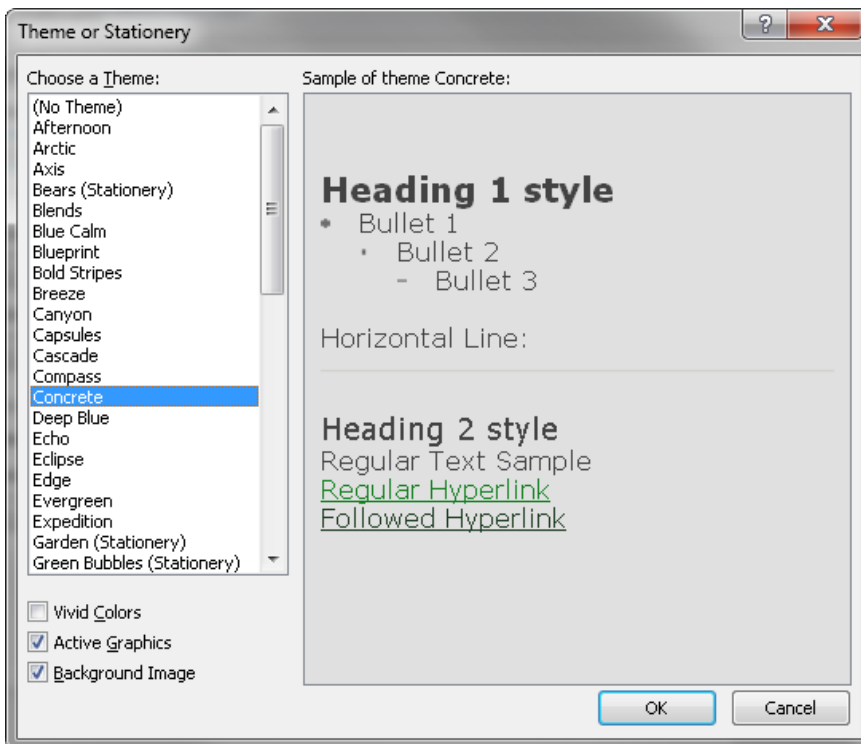 Theme or Stationery
Choose a Theme:
(No Theme)
Afternoon
Arctic
Axis
Bears (Stationery)
Blends
Blue Calm
Blueprint
Bold Stripes
Breeze
Canyon
Capsules
Cascade
Compass
Concrete
Deep Blue
Echo
Eclipse
Edge
Evergreen
Expedition
Garden (Stationery)
Green Bubbles (Stationery)
Vivid Colors
Active Graphics
Background Image
Sample of theme Concrete:
Heading 1 style
• Bullet 1
• Bullet 2
– Bullet 3
Horizontal Line:
Heading 2 style
Regular Text Sample
Regular Hyperlink
Followed Hyperlink
OK
Cancel